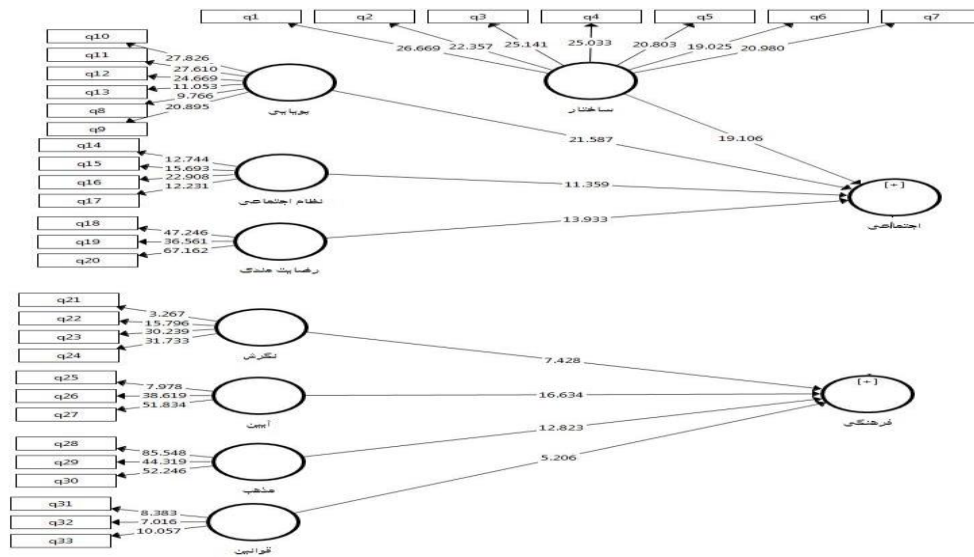 q1 q2 q3 q4 q5 q6 q7
26.669 22.357 25.141 25.033 20.803 19.025 20.980
ساختار
19.106
q10
q11
q12
q13
q8
q9
27.826
27.610
24.669
11.053
9.766
20.895
پویایی
21.587
q14
q15
q16
q17
12.744
15.693
22.908
12.231
نظام اجتماعی
11.359
q18
q19
q20
47.246
36.561
67.162
رضایت مندی
13.933
[+]
اجتماعی
q21
q22
q23
q24
3.267
15.796
30.239
31.733
نگرش
7.428
q25
q26
q27
7.978
38.619
51.834
آیین
16.634
q28
q29
q30
85.548
44.319
52.246
مذهب
12.823
q31
q32
q33
8.383
7.016
10.057
قوانین
5.206
[+]
فرهنگی